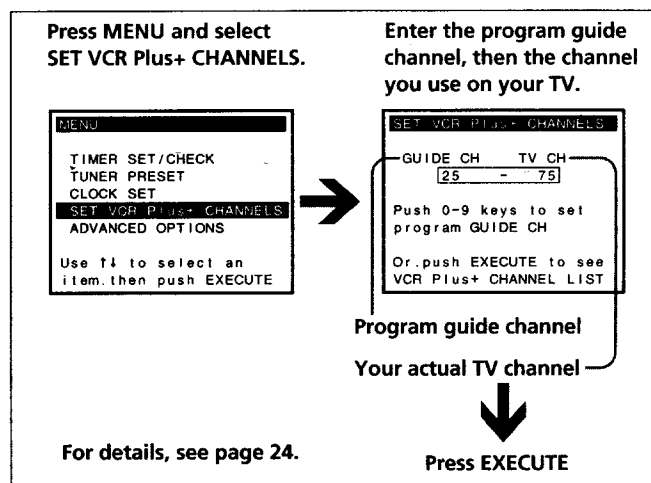 Press MENU and select
SET VCR Plus+ CHANNELS.
MENU
TIMER SET/CHECK
TUNER PRESET
CLOCK SET
SET VCR Plus+ CHANNELS
ADVANCED OPTIONS
Use ↑↓ to select an
item.then push EXECUTE
Enter the program guide
channel, then the channel
you use on your TV.
SET VCR Plus+ CHANNELS
GUIDE CH TV CH
25 - 75
Push 0-9 keys to set
program GUIDE CH
Or.push EXECUTE to see
VCR Plus+ CHANNEL LIST
Program guide channel
Your actual TV channel
Press EXECUTE
For details, see page 24.